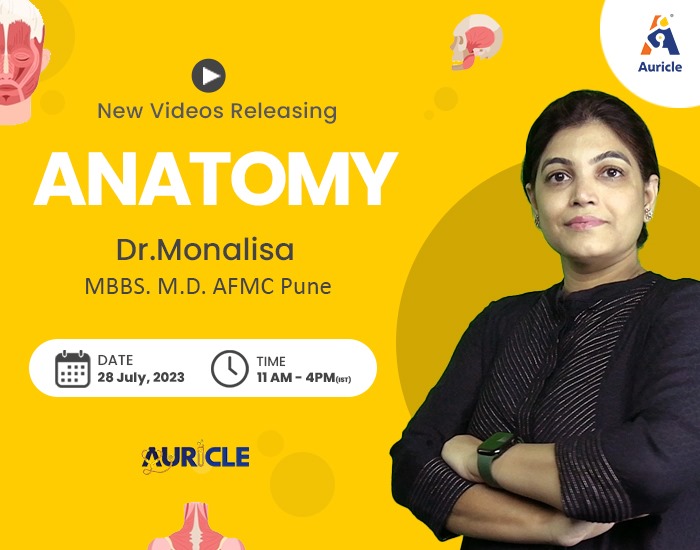 Auricle
New Videos Releasing
ANATOMY
Dr.Monalisa
MBBS. M.D. AFMC Pune
DATE
28 July, 2023
TIME
11 AM - 4PM(IST)
AURICLE